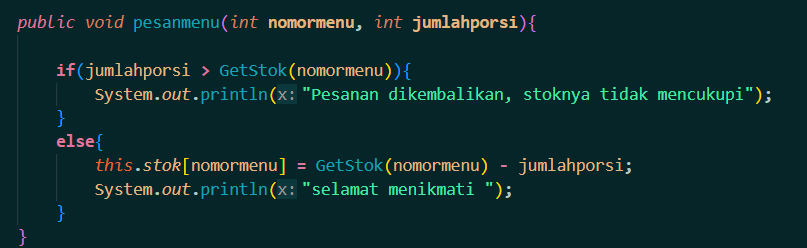 public void pesanmenu(int nomormenu, int jumlahporsi){
if(jumlahporsi > GetStok(nomormenu)){
System.out.println(x: "Pesanan dikembalikan, stoknya tidak mencukupi");
}
else{
this.stok[nomormenu] = GetStok(nomormenu) - jumlahporsi;
System.out.println(x: "selamat menikmati ");
}
}